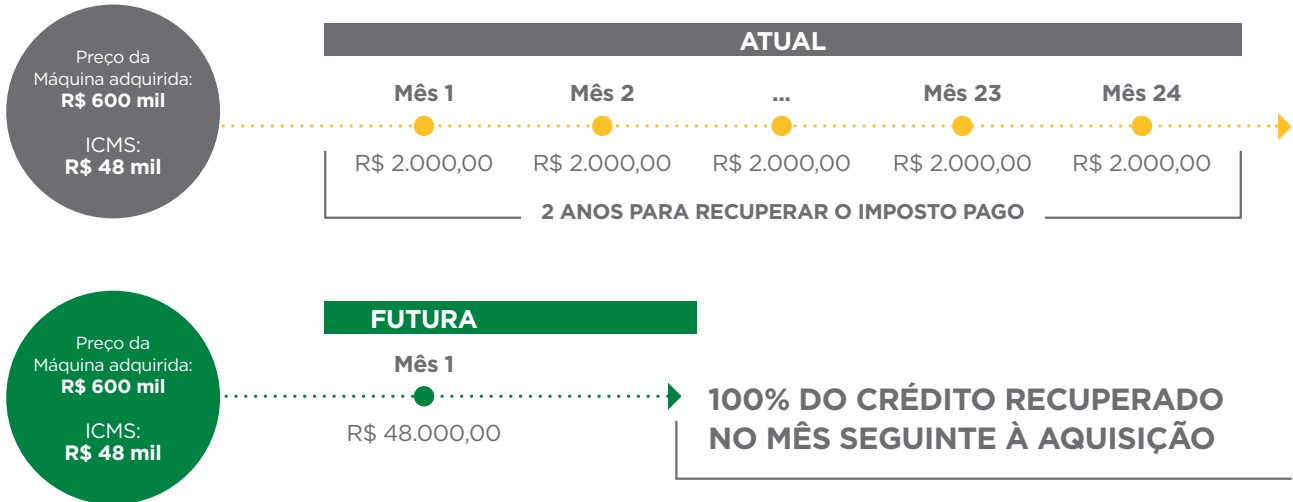 Preço da
Máquina adquirida:
R$ 600 mil
ICMS:
R$ 48 mil
ATUAL
Mês 1 Mês 2 ... Mês 23 Mês 24
R$ 2.000,00 R$ 2.000,00 R$ 2.000,00 R$ 2.000,00 R$ 2.000,00
2 ANOS PARA RECUPERAR O IMPOSTO PAGO
Preço da
Máquina adquirida:
R$ 600 mil
ICMS:
R$ 48 mil
FUTURA
Mês 1
R$ 48.000,00
100% DO CRÉDITO RECUPERADO
NO MÊS SEGUINTE À AQUISIÇÃO